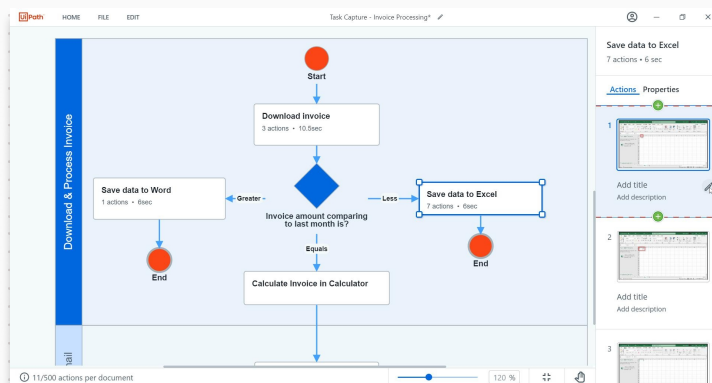 UiPath HOME FILE EDIT Task Capture - Invoice Processing*
Save data to Excel
7 actions • 6 sec
Actions Properties
Download & Process Invoice
Start
Download invoice
3 actions • 10.5sec
Save data to Word
1 actions • 6sec
Greater
Less
Save data to Excel
7 actions • 6sec
Invoice amount comparing
to last month is?
Equals
End
End
Calculate Invoice in Calculator
1
Add title
Add description
2
Add title
Add description
3
11/500 actions per document
120 %